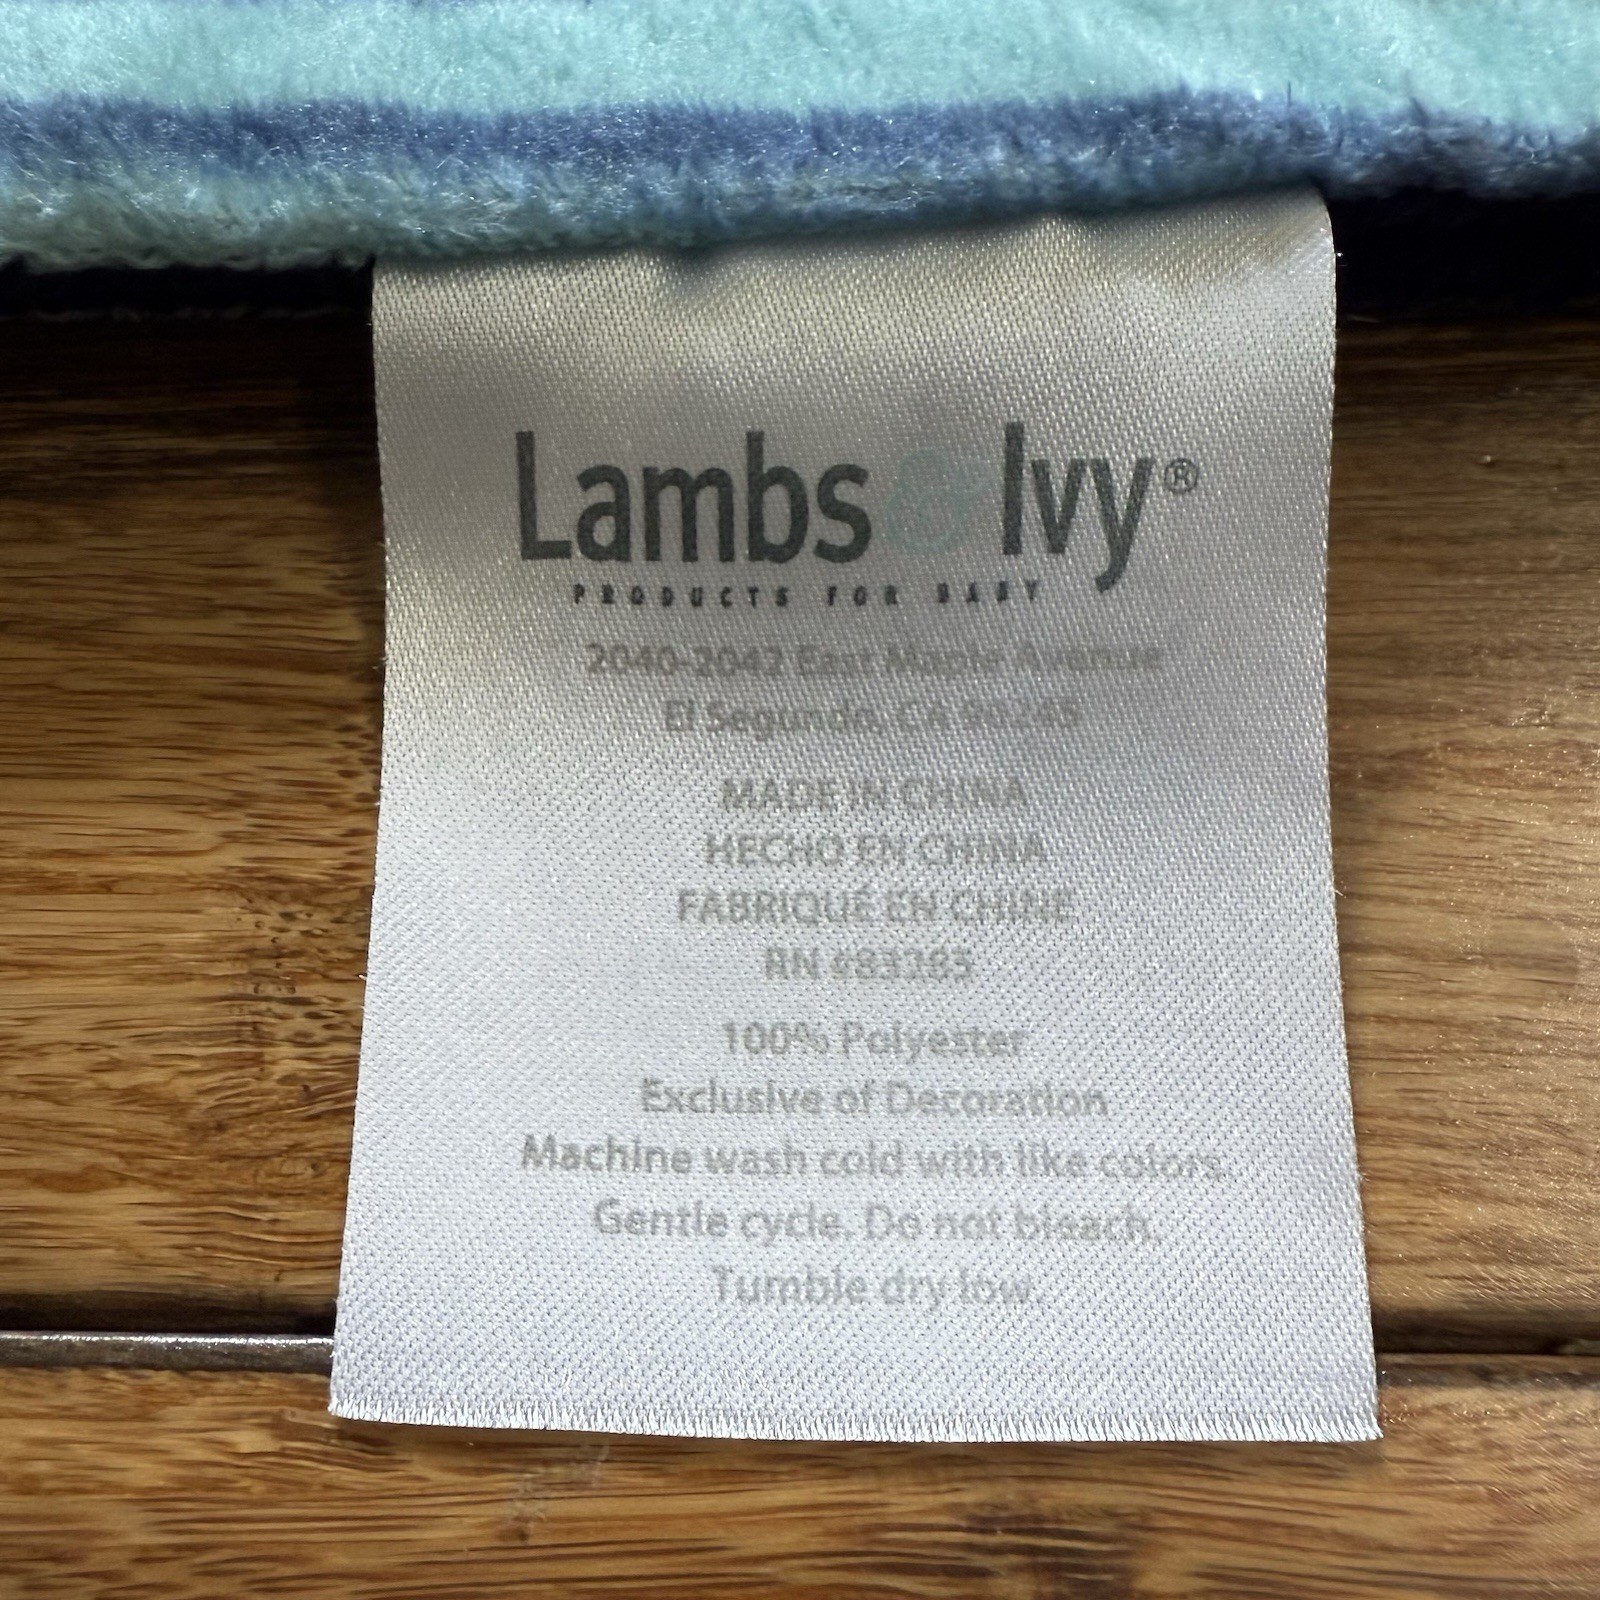 Lambs & Ivy®
PRODUCTS FOR BABY
2040-2042 East Maple Avenue
El Segundo, CA 90245
MADE IN CHINA
HECHO EN CHINA
FABRIQUÉ EN CHINE
RN
100% Polyester
Exclusive of Decoration
Machine wash cold with like colors.
Gentle cycle. Do not bleach.
Tumble dry low.